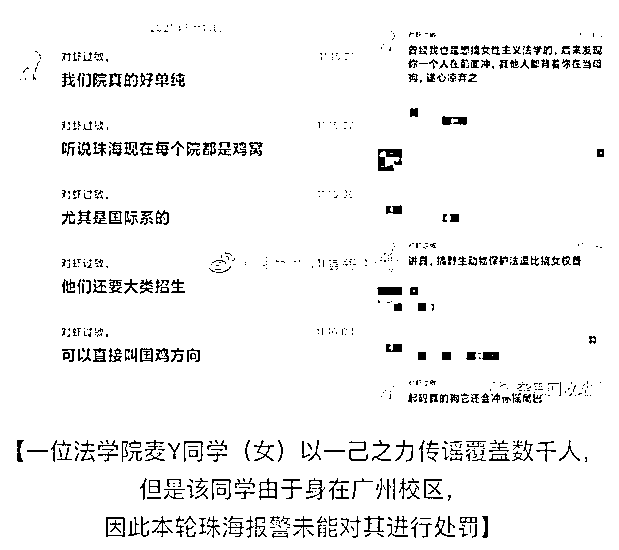 对虾过敏,
我们院真的好单纯
对虾过敏,
听说珠海现在每个院都是鸡窝
对虾过敏,
尤其是国际系的
对虾过敏,
他们还要大类招生
对虾过敏,
可以直接叫国鸡方向
曾经我也是想搞女性主义法学的，后来发现
你一个人在前面冲，其他人都背着你在当母
狗，遂心凉弃之
讲真，搞野生动物保护法还比搞女权番
起码真的狗它还会冲你摇尾巴
【一位法学院麦Y同学（女）以一己之力传谣覆盖数千人，
但是该同学由于身在广州校区，
因此本轮珠海报警未能对其进行处罚】